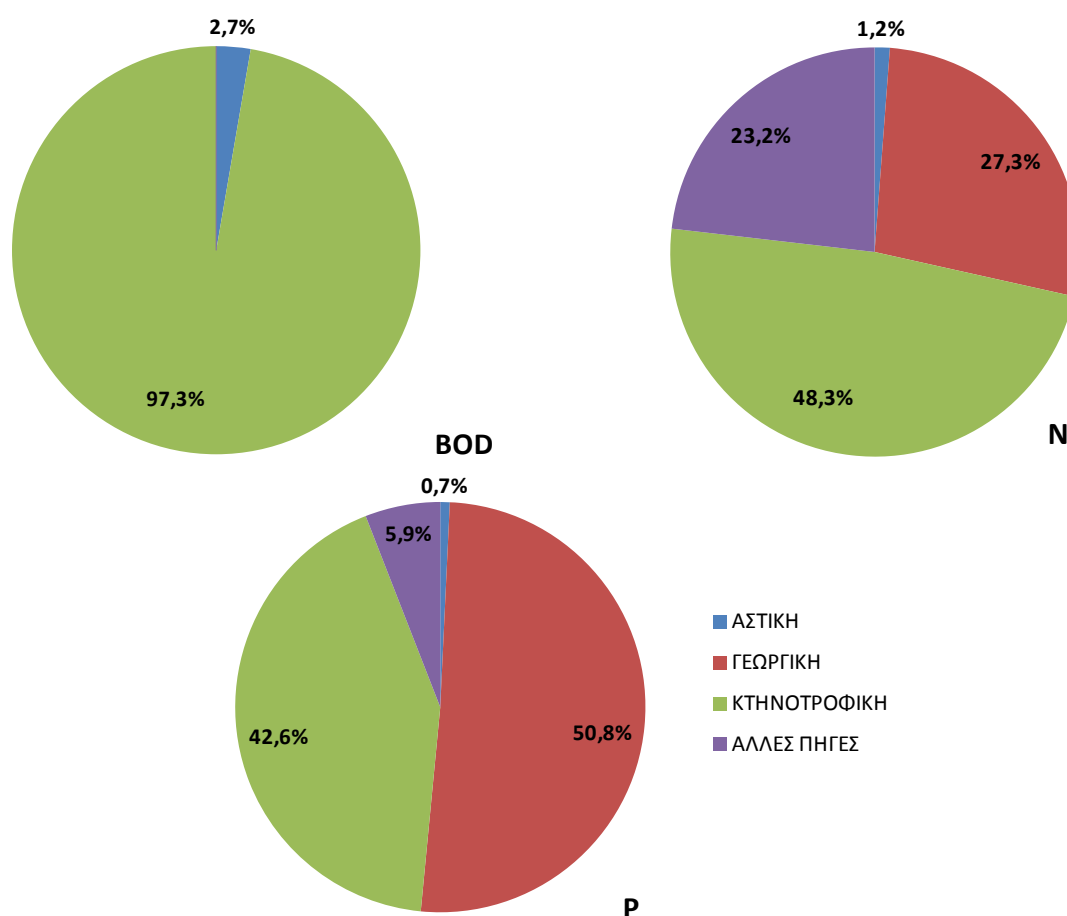 2,7%
97,3%
BOD
1,2%
27,3%
23,2%
48,3%
N
0,7%
5,9%
42,6%
50,8%
P
ΑΣΤΙΚΗ
ΓΕΩΡΓΙΚΗ
ΚΤΗΝΟΤΡΟΦΙΚΗ
ΑΛΛΕΣ ΠΗΓΕΣ